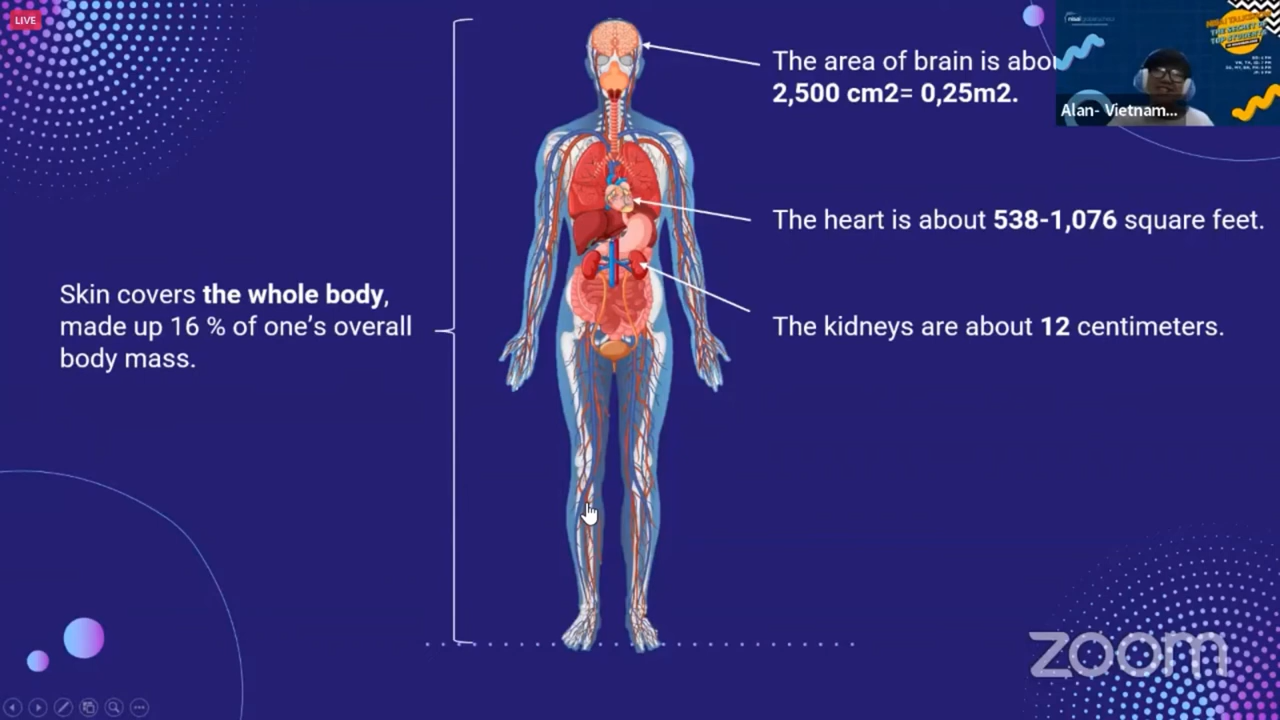 LIVE
The area of brain is abou
2,500 cm2= 0,25m2.
Alan- Vietnam...
The heart is about 538-1,076 square feet.
Skin covers the whole body,
made up 16 % of one’s overall
body mass.
The kidneys are about 12 centimeters.
zoom